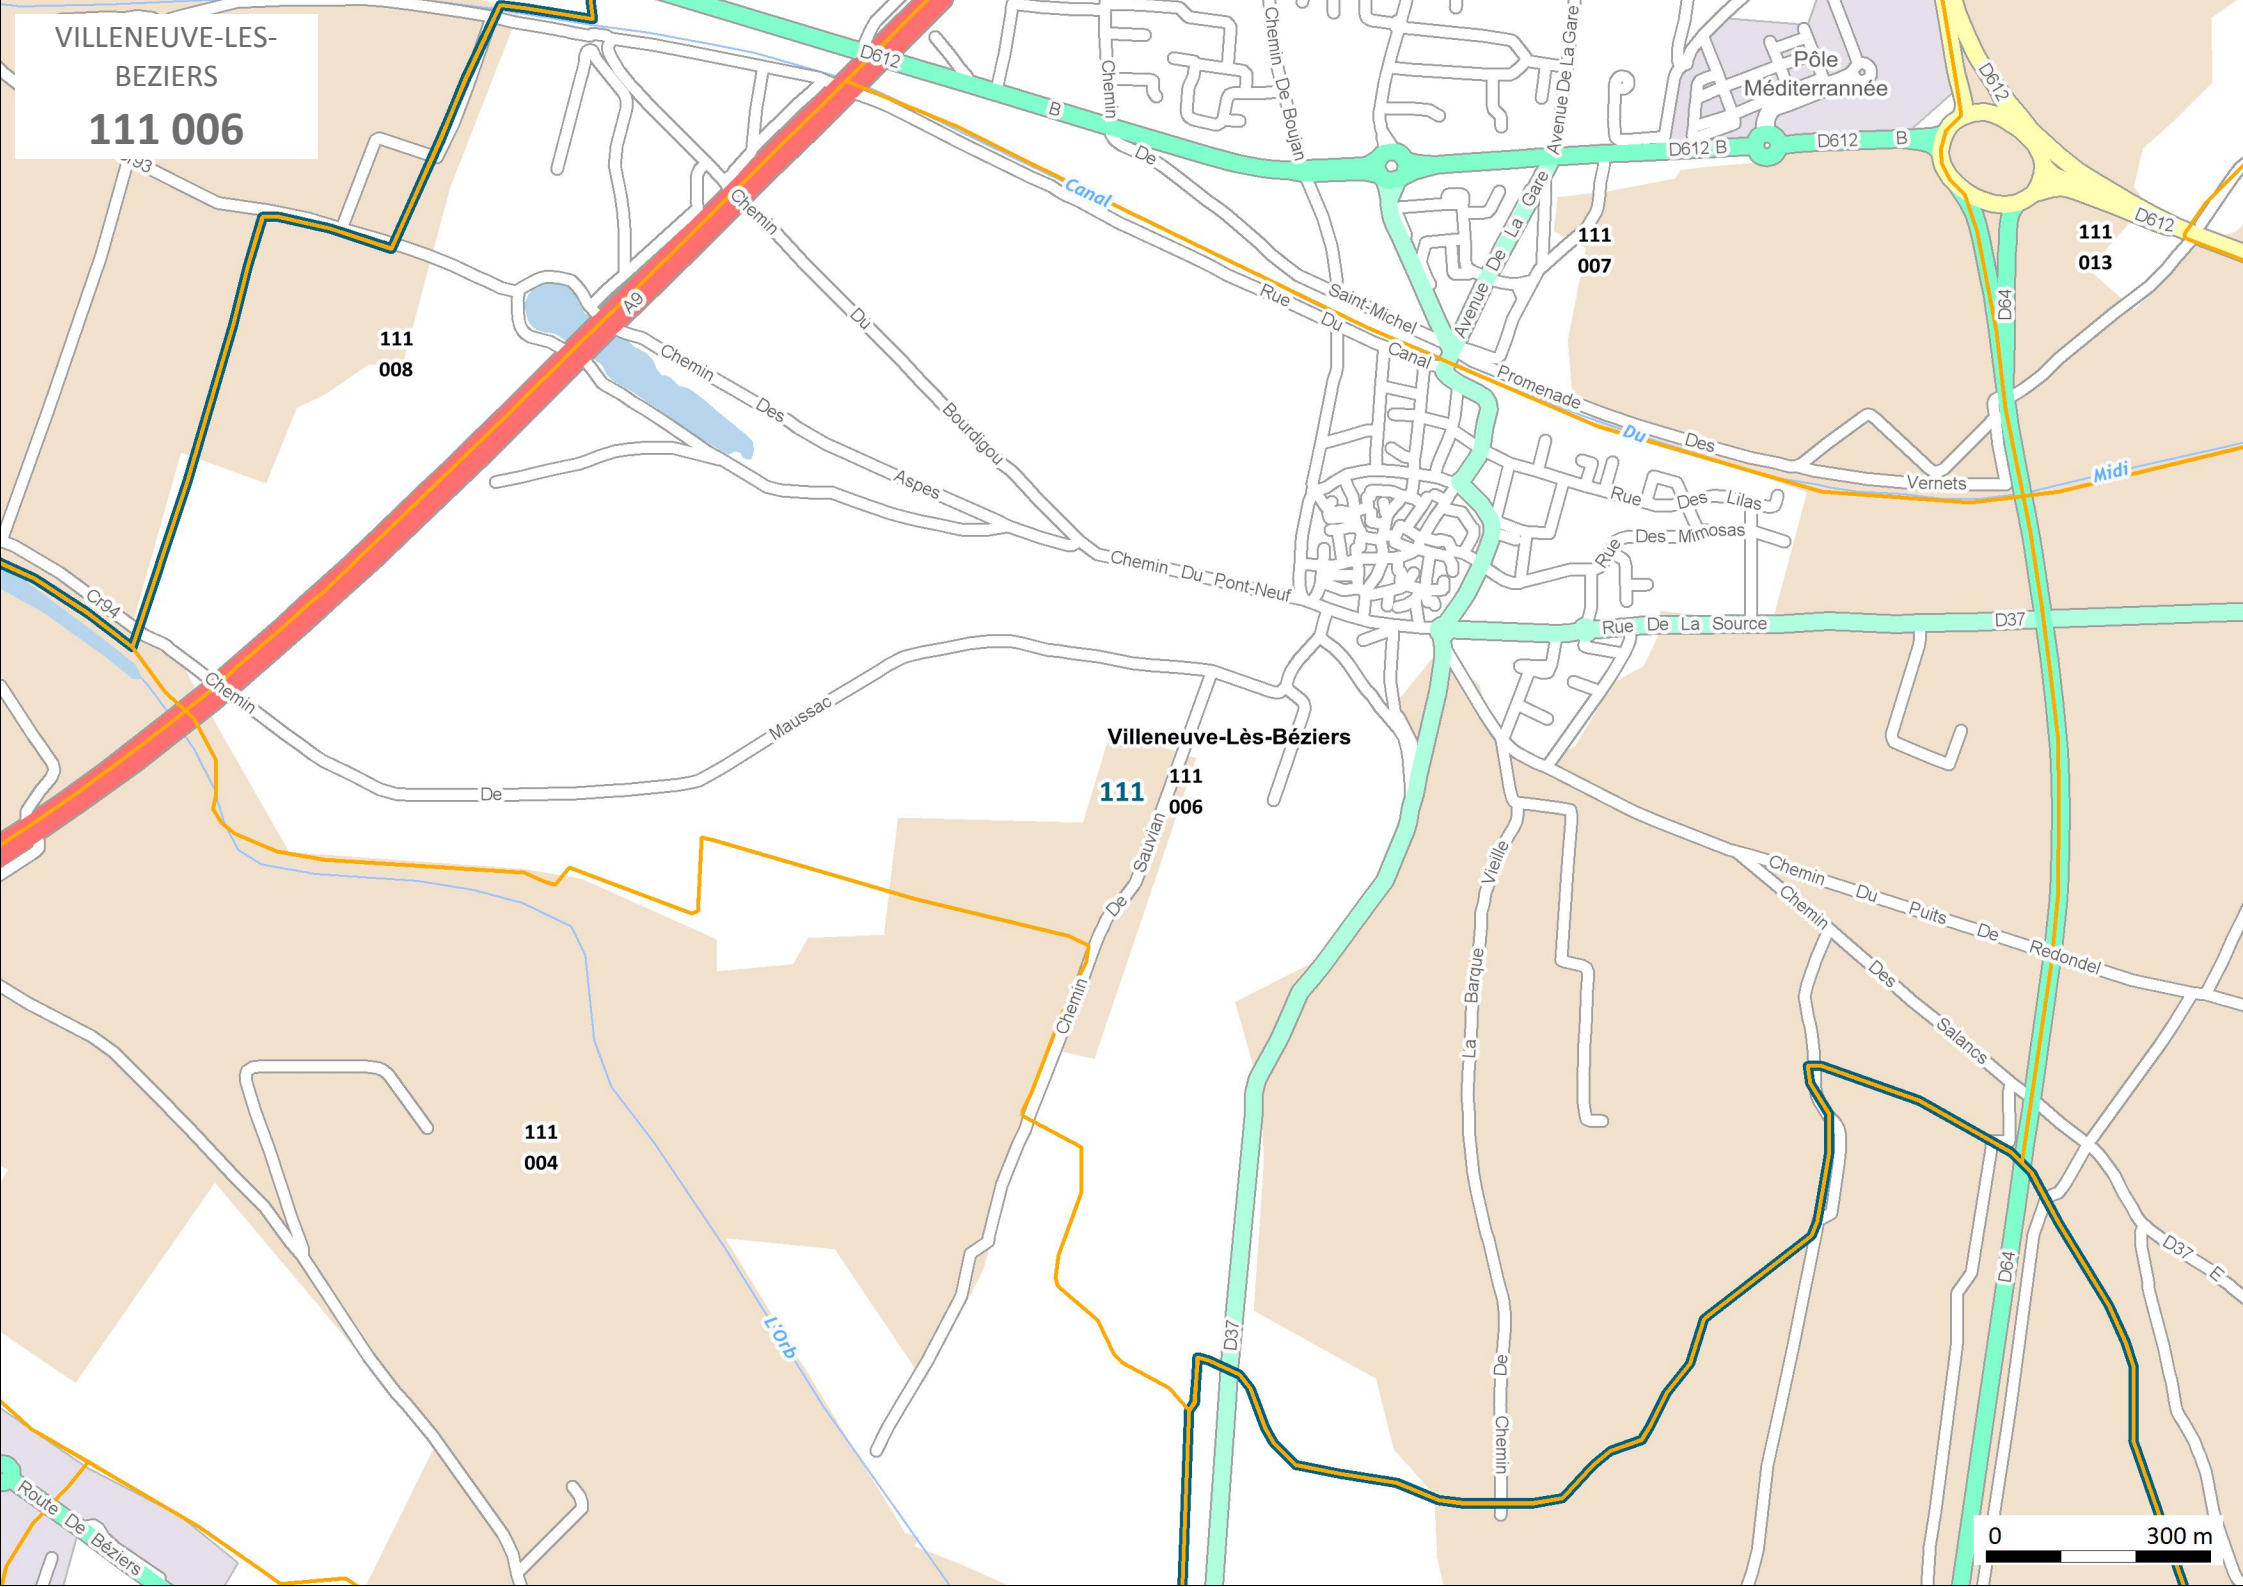 VILLENEUVE-LES-
BEZIERS
111 006
D612
B
Chemin
Chemin De Boujan
Avenue De La Gare
Pôle
Méditerrannée
D612
D612 B
D612
B
D612
111
013
111
007
De
Saint-Michel
Canal
Avenue De La Gare
Rue Du Canal
Promenade
Des
Vernets
Du
Midi
D64
A9
Chemin
Du
Bourdigou
Chemin
Des
Aspes
111
008
Chemin Du Pont-Neuf
Rue Des Lilas
Rue Des Mimosas
Rue De La Source
D37
Cr94
Chemin
De
Maussac
Villeneuve-Lès-Béziers
111
111
006
Chemin De Sauvian
Chemin De La Barque Vieille
Chemin Du Puits De Redondel
Chemin Des Salancs
111
004
L'Orb
D37
D64
D37 E
Route De Béziers
0 300 m